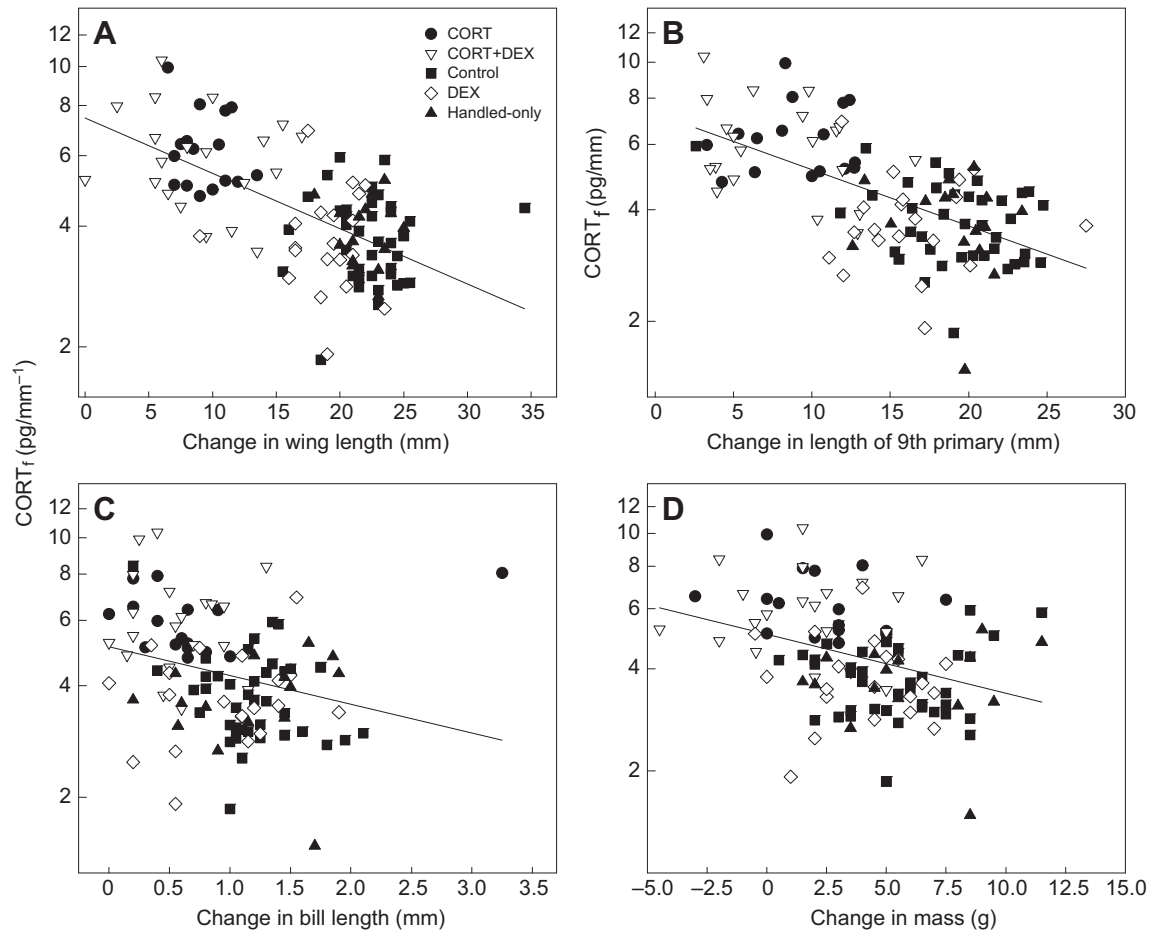 A
12
10
8
6
4
2
0 5 10 15 20 25 30 35
Change in wing length (mm)
CORT
CORT+DEX
Control
DEX
Handled-only
B
12
10
8
6
4
2
CORTf (pg/mm)
0 5 10 15 20 25 30
Change in length of 9th primary (mm)
CORTf (pg/mm–1)
C
12
10
8
6
4
2
0 0.5 1.0 1.5 2.0 2.5 3.0 3.5
Change in bill length (mm)
D
12
10
8
6
4
2
–5.0 –2.5 0 2.5 5.0 7.5 10.0 12.5 15.0
Change in mass (g)